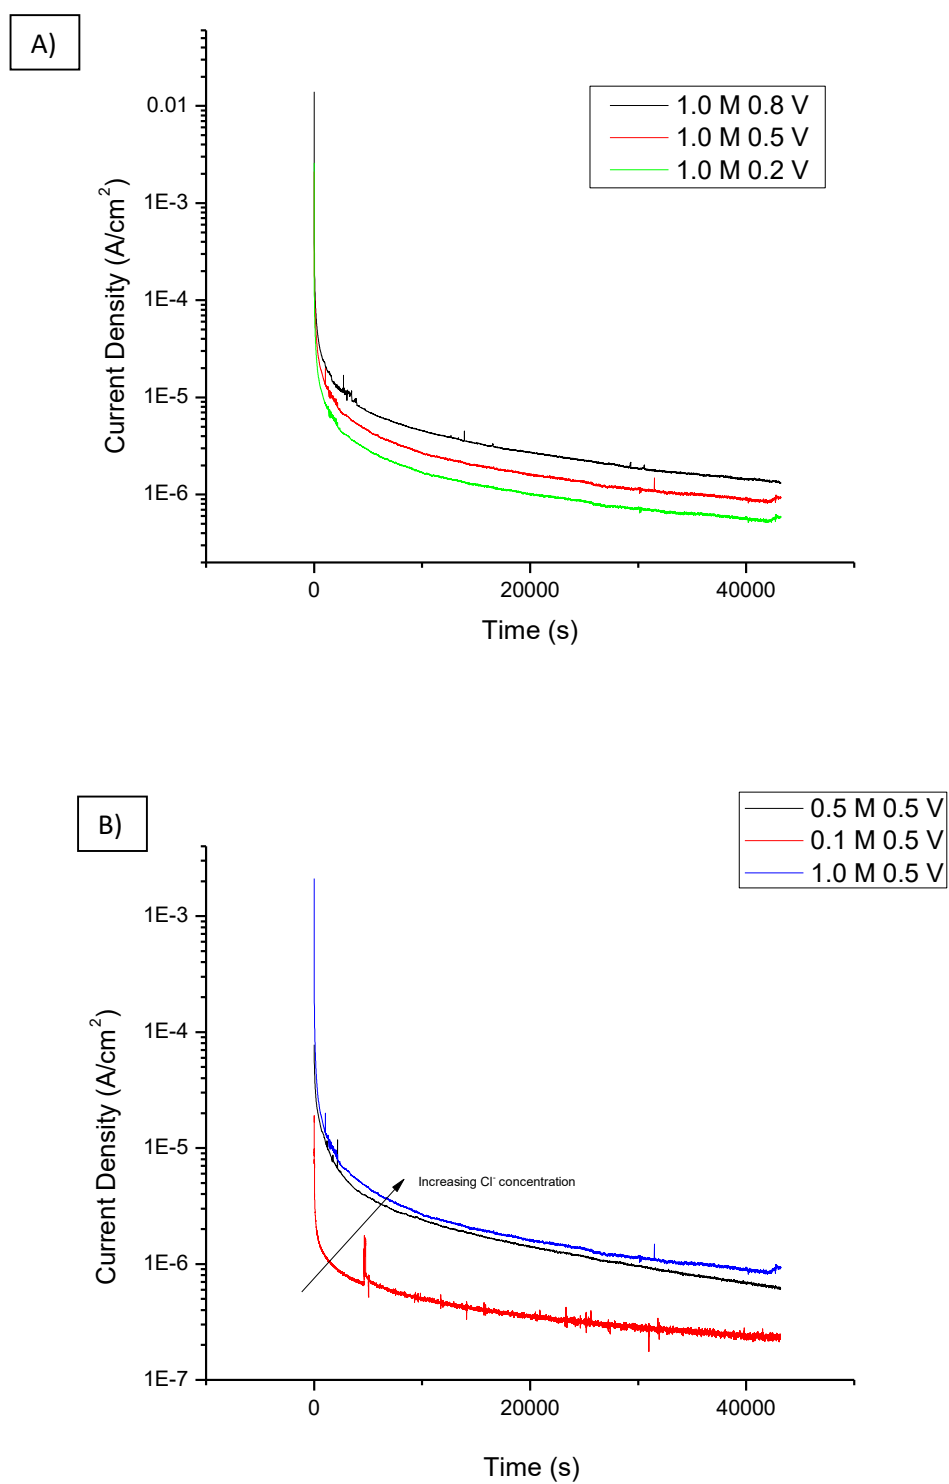 A)
1.0 M 0.8 V
1.0 M 0.5 V
1.0 M 0.2 V
0.01
1E-3
1E-4
1E-5
1E-6
Current Density (A/cm²)
0 20000 40000
Time (s)
B)
0.5 M 0.5 V
0.1 M 0.5 V
1.0 M 0.5 V
1E-3
1E-4
1E-5
1E-6
1E-7
Current Density (A/cm²)
Increasing Cl⁻ concentration
0 20000 40000
Time (s)